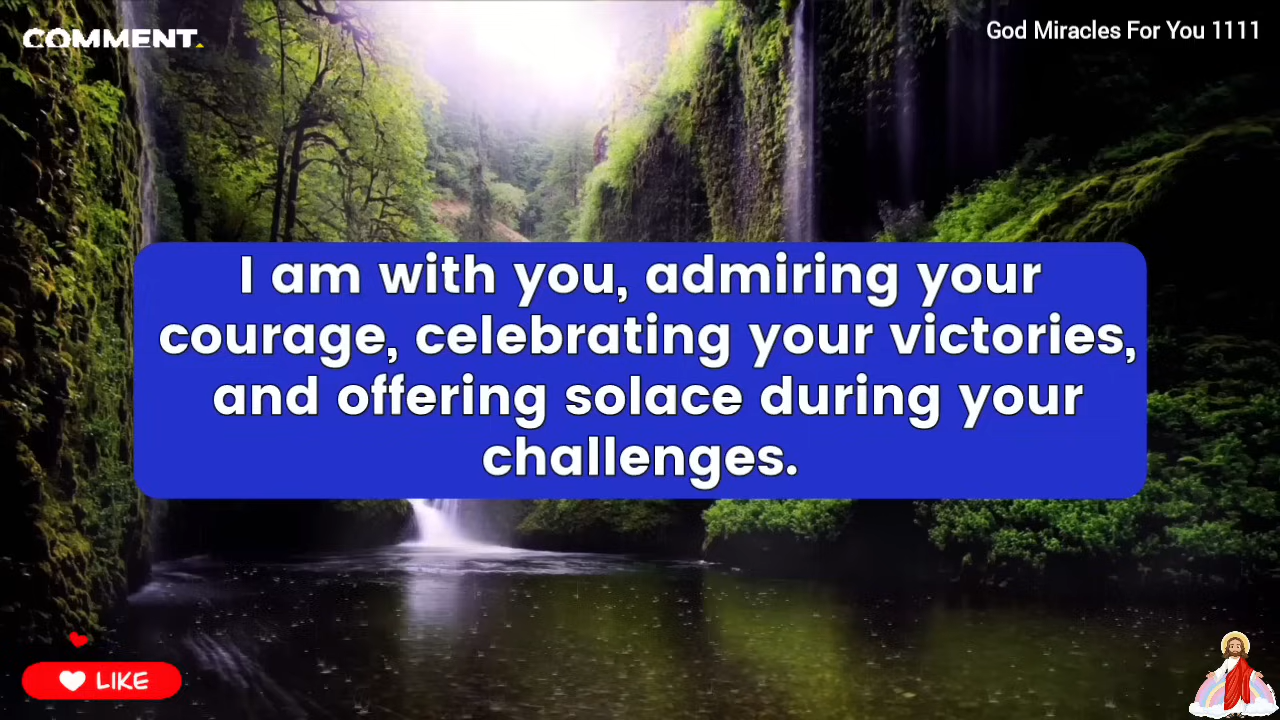 COMMENT.
God Miracles For You 1111
I am with you, admiring your
courage, celebrating your victories,
and offering solace during your
challenges.
LIKE